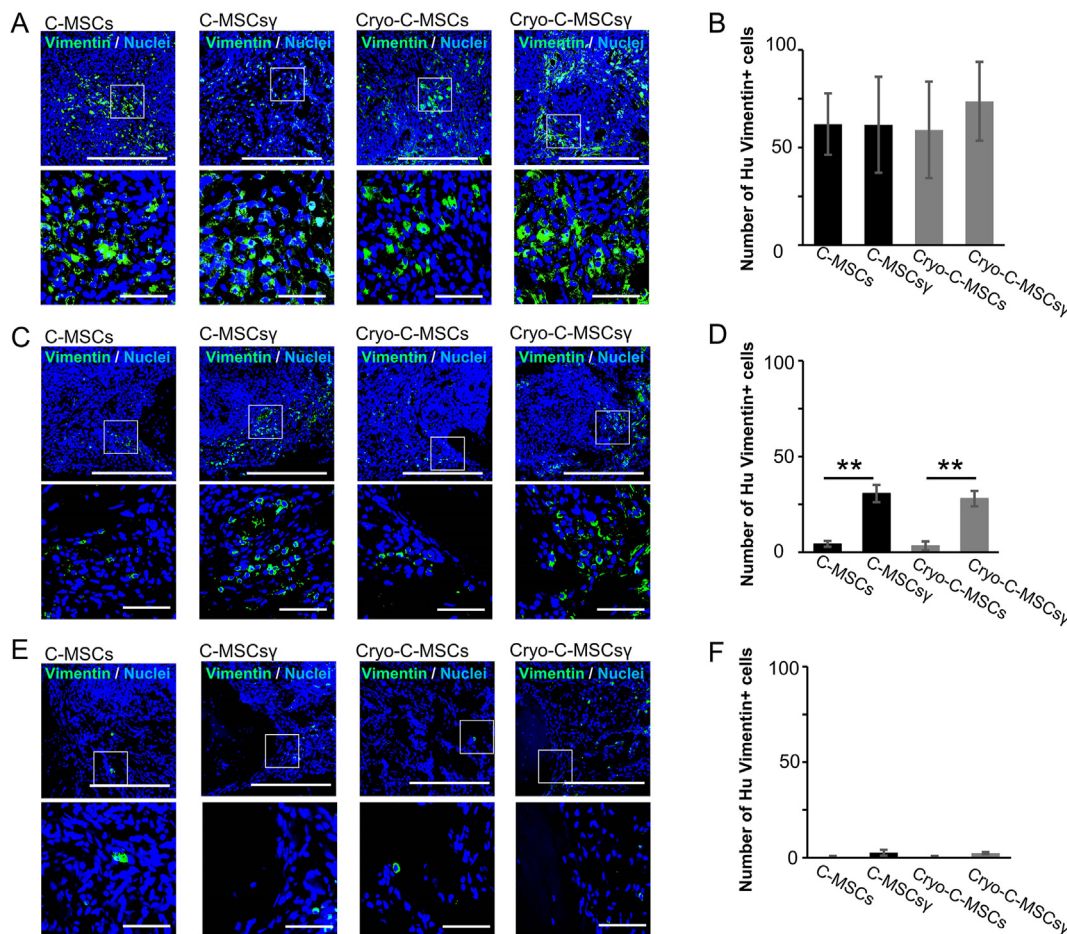 A
C-MSCs
C-MSCsγ
Cryo-C-MSCs
Cryo-C-MSCsγ
Vimentin / Nuclei
Vimentin / Nuclei
Vimentin / Nuclei
Vimentin / Nuclei
B
Number of Hu Vimentin+ cells
100
50
0
C-MSCs
C-MSCsγ
Cryo-C-MSCs
Cryo-C-MSCsγ
C
C-MSCs
C-MSCsγ
Cryo-C-MSCs
Cryo-C-MSCsγ
Vimentin / Nuclei
Vimentin / Nuclei
Vimentin / Nuclei
Vimentin / Nuclei
D
Number of Hu Vimentin+ cells
100
50
0
**
**
C-MSCs
C-MSCsγ
Cryo-C-MSCs
Cryo-C-MSCsγ
E
C-MSCs
C-MSCsγ
Cryo-C-MSCs
Cryo-C-MSCsγ
Vimentin / Nuclei
Vimentin / Nuclei
Vimentin / Nuclei
Vimentin / Nuclei
F
Number of Hu Vimentin+ cells
100
50
0
C-MSCs
C-MSCsγ
Cryo-C-MSCs
Cryo-C-MSCsγ